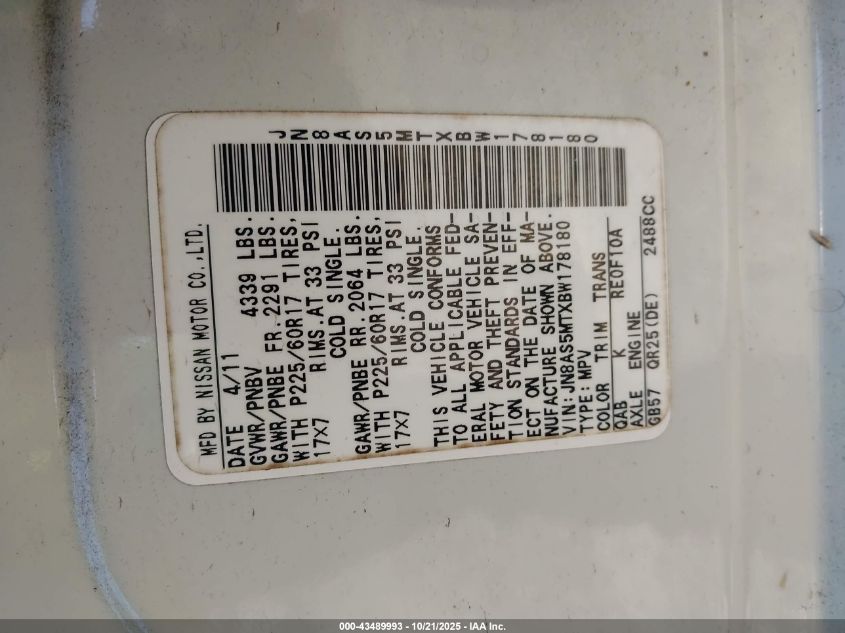 JN8AS5MTXBW178180
MFD BY NISSAN MOTOR CO.,LTD.
DATE 4/11
GVWR/PNBV 4339 LBS.
GAWR/PNBE FR.2291 LBS.
WITH P225/60R17 TIRES,
17X7 RIMS.AT 33 PSI
COLD SINGLE.
GAWR/PNBE RR.2064 LBS.
WITH P225/60R17 TIRES,
17X7 RIMS.AT 33 PSI
COLD SINGLE.
THIS VEHICLE CONFORMS
TO ALL APPLICABLE FED-
ERAL MOTOR VEHICLE SA-
FETY AND THEFT PREVEN-
TION STANDARDS IN EFF-
ECT ON THE DATE OF MA-
NUFACTURE SHOWN ABOVE.
VIN:JN8AS5MTXBW178180
TYPE:MPV
COLOR TRIM TRANS
QAB K RE0F10A
AXLE ENGINE
GB57 QR25(DE) 2488CC
000-43489993 - 10/21/2025 - IAA Inc.